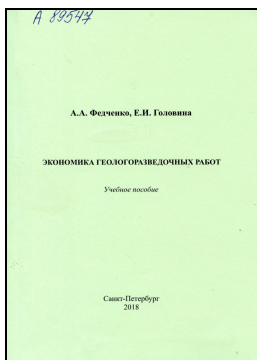 А 89547
А.А. Федченко, Е.И. Головина
ЭКОНОМИКА ГЕОЛОГОРАЗВЕДОЧНЫХ РАБОТ
Учебное пособие
Санкт-Петербург
2018